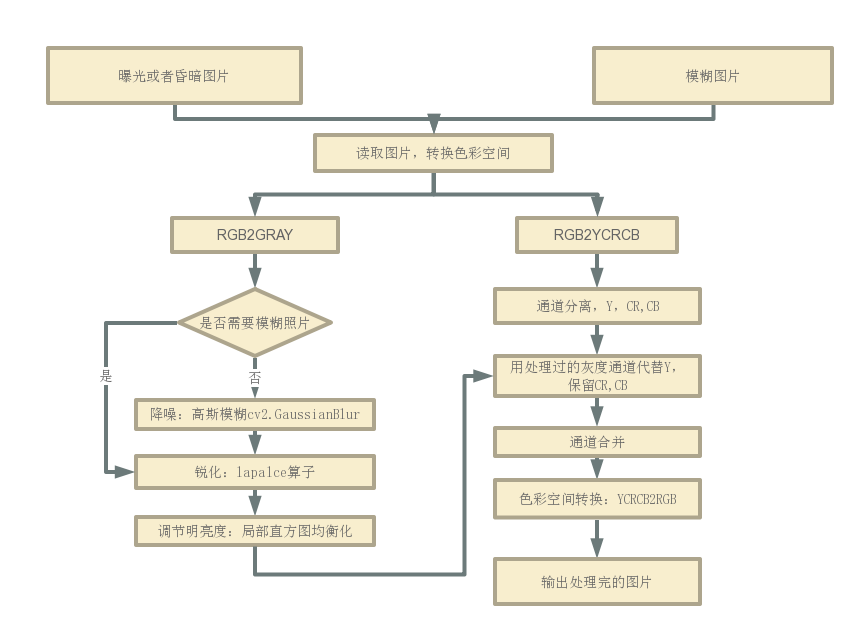 曝光或者昏暗图片
模糊图片
读取图片，转换色彩空间
RGB2GRAY
RGB2YCRCB
是否需要模糊照片
是
否
降噪：高斯模糊cv2.GaussianBlur
锐化：lapalce算子
调节明亮度：局部直方图均衡化
通道分离，Y，CR,CB
用处理过的灰度通道代替Y，
保留CR,CB
通道合并
色彩空间转换：YCRCB2RGB
输出处理完的图片